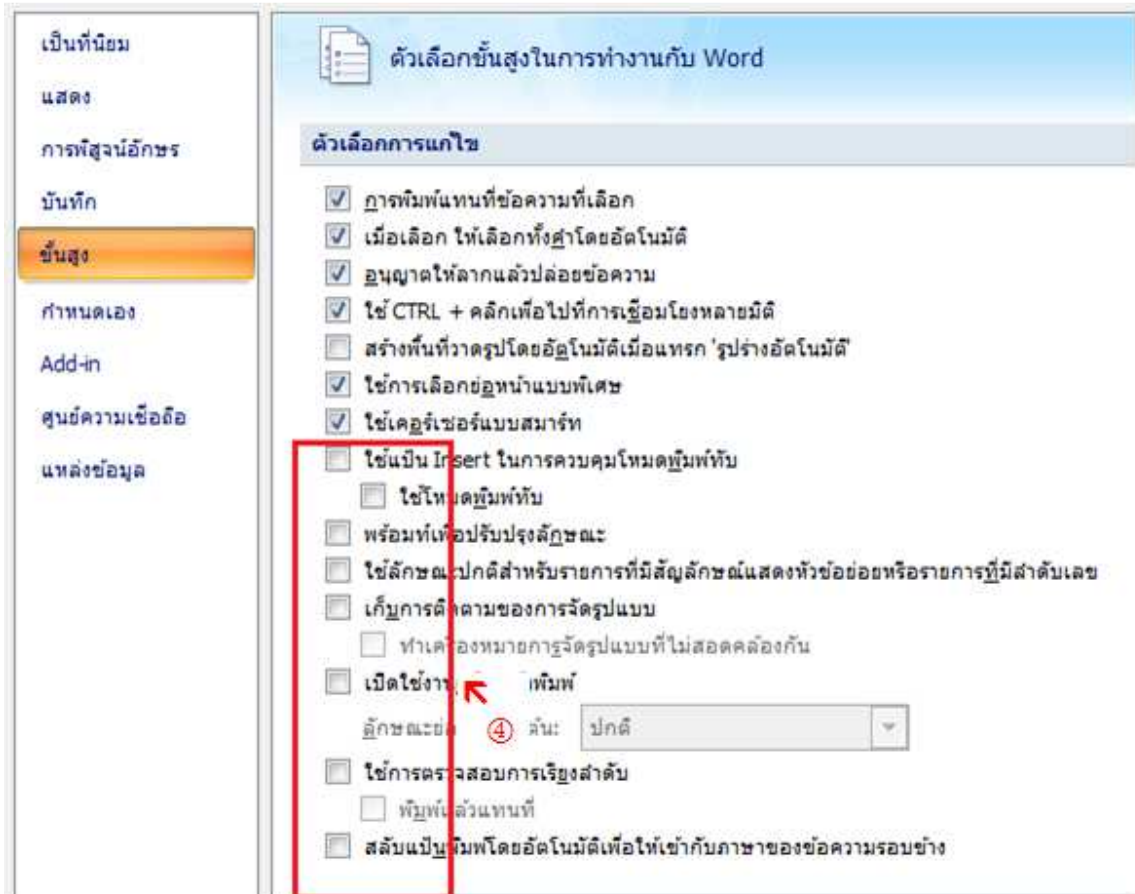 เป็นที่นิยม
แสดง
การพิสูจน์อักษร
บันทึก
ขั้นสูง
กำหนดเอง
Add-in
ศูนย์ความเชื่อถือ
แหล่งข้อมูล
ตัวเลือกขั้นสูงในการทำงานกับ Word
ตัวเลือกการแก้ไข
การพิมพ์แทนที่ข้อความที่เลือก
เมื่อเลือก ให้เลือกทั้งคำโดยอัตโนมัติ
อนุญาตให้ลากแล้วปล่อยข้อความ
ใช้ CTRL + คลิกเพื่อไปที่การเชื่อมโยงหลายมิติ
สร้างพื้นที่วาดรูปโดยอัตโนมัติเมื่อแทรก 'รูปร่างอัตโนมัติ'
ใช้การเลือกย่อหน้าแบบพิเศษ
ใช้เคอร์เซอร์แบบสมาร์ท
ใช้แป้น Insert ในการควบคุมโหมดพิมพ์ทับ
ใช้โหมดพิมพ์ทับ
พร้อมท์เพื่อปรับปรุงลักษณะ
ใช้ลักษณะปกติสำหรับรายการที่มีสัญลักษณ์แสดงหัวข้อย่อยหรือรายการที่มีลำดับเลข
เก็บการติดตามของการจัดรูปแบบ
ทำเครื่องหมายการจัดรูปแบบที่ไม่สอดคล้องกัน
เปิดใช้งาน พิมพ์
④ ปกติ
ใช้การตรวจสอบการเรียงลำดับ
พิมพ์แล้วแทนที่
สลับแป้นพิมพ์โดยอัตโนมัติเพื่อให้เข้ากับภาษาของข้อความรอบข้าง